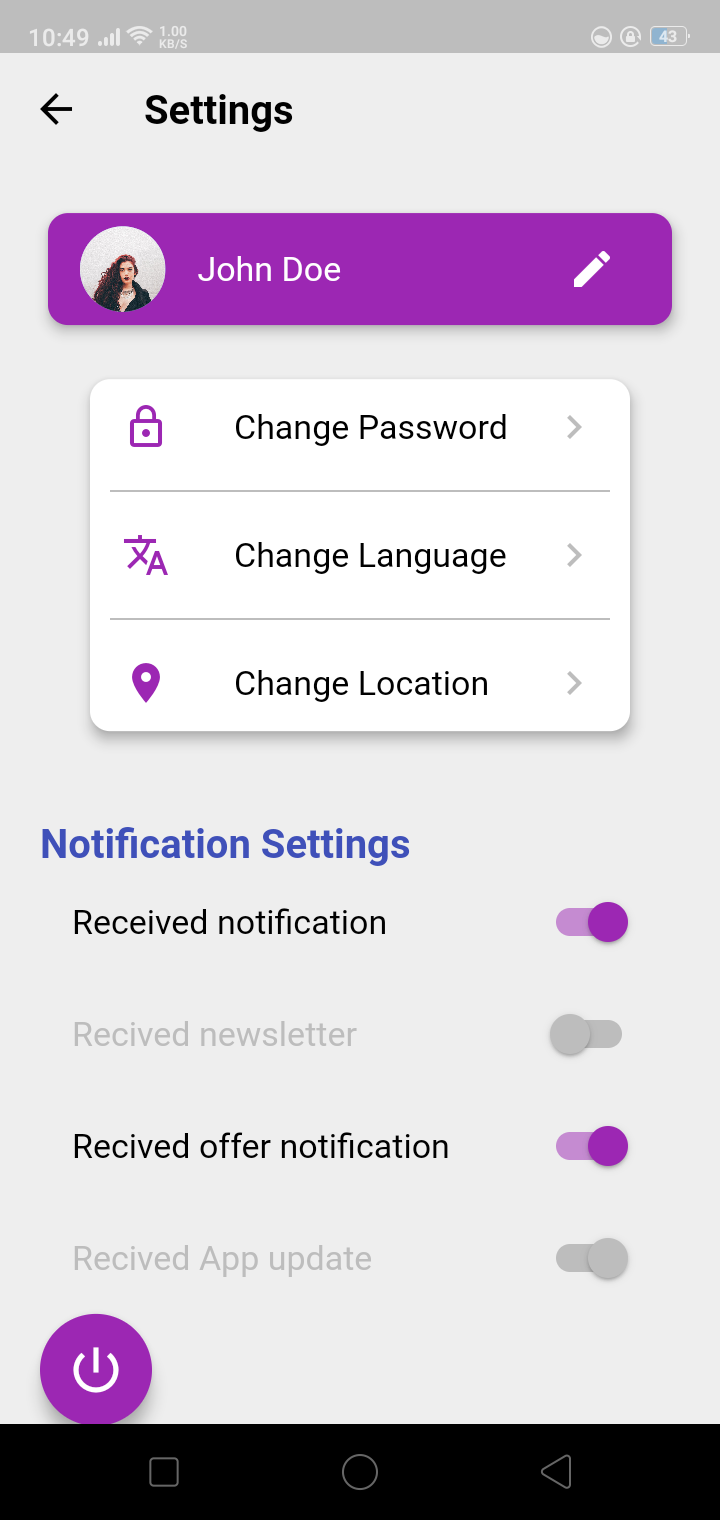 10:49 1.00 KB/S 43
Settings
John Doe
Change Password
Change Language
Change Location
Notification Settings
Received notification
Recived newsletter
Recived offer notification
Recived App update